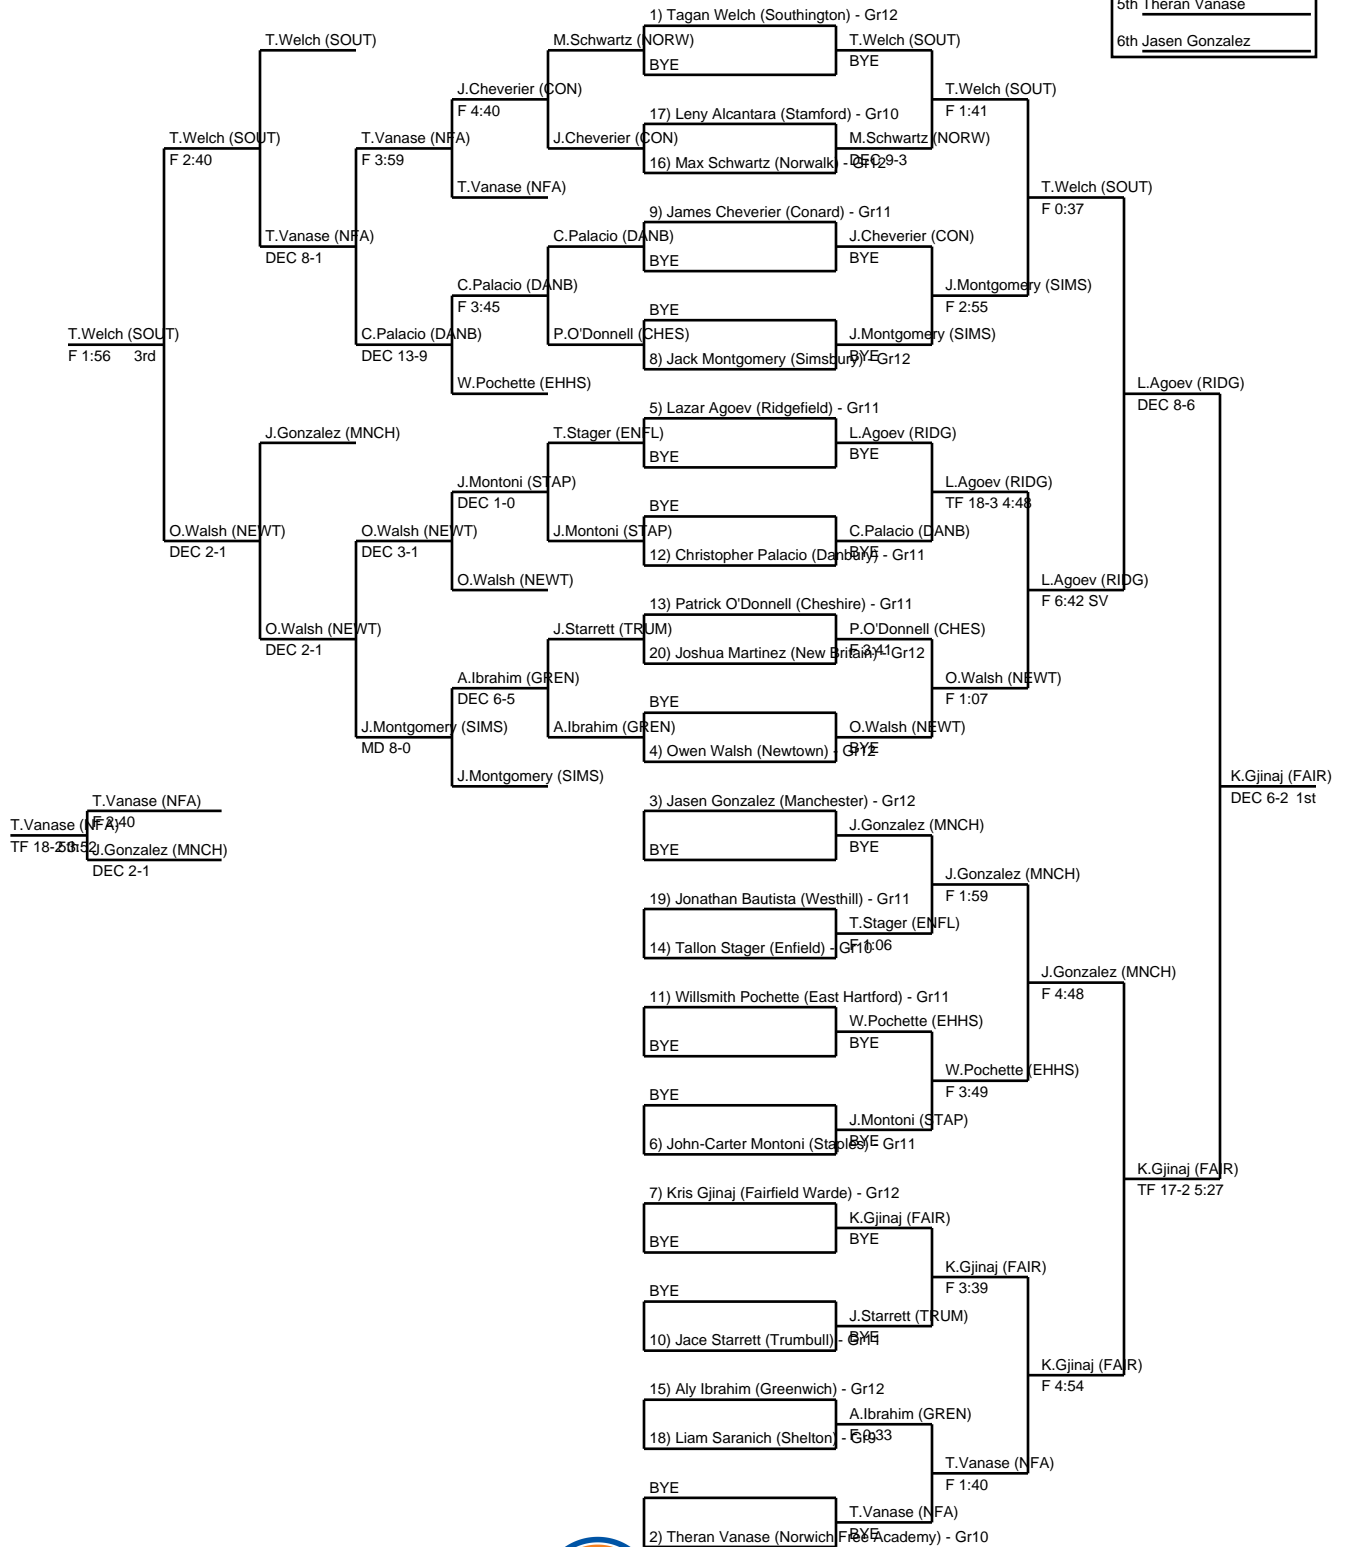 5th Theran Vanase
6th Jasen Gonzalez
T.Welch (SOUT)
F 1:56 3rd
T.Welch (SOUT)
F 2:40
O.Walsh (NEWT)
DEC 2-1
T.Welch (SOUT)
T.Vanase (NFA)
DEC 8-1
J.Gonzalez (MNCH)
O.Walsh (NEWT)
DEC 2-1
T.Vanase (NFA)
F 3:59
C.Palacio (DANB)
DEC 13-9
O.Walsh (NEWT)
DEC 3-1
J.Montgomery (SIMS)
MD 8-0
J.Cheverier (CON)
F 4:40
T.Vanase (NFA)
C.Palacio (DANB)
F 3:45
W.Pochette (EHHS)
J.Montoni (STAP)
DEC 1-0
O.Walsh (NEWT)
A.Ibrahim (GREN)
DEC 6-5
J.Montgomery (SIMS)
M.Schwartz (NORW)
J.Cheverier (CON)
C.Palacio (DANB)
P.O'Donnell (CHES)
T.Stager (ENFL)
J.Montoni (STAP)
J.Starrett (TRUM)
A.Ibrahim (GREN)
1) Tagan Welch (Southington) - Gr12
BYE
17) Leny Alcantara (Stamford) - Gr10
16) Max Schwartz (Norwalk) - Gr12
9) James Cheverier (Conard) - Gr11
BYE
BYE
8) Jack Montgomery (Simsbury) - Gr12
5) Lazar Agoev (Ridgefield) - Gr11
BYE
BYE
12) Christopher Palacio (Danbury) - Gr11
13) Patrick O'Donnell (Cheshire) - Gr11
20) Joshua Martinez (New Britain) - Gr12
BYE
4) Owen Walsh (Newtown) - Gr12
3) Jasen Gonzalez (Manchester) - Gr12
BYE
19) Jonathan Bautista (Westhill) - Gr11
14) Tallon Stager (Enfield) - Gr10
11) Willsmith Pochette (East Hartford) - Gr11
BYE
BYE
6) John-Carter Montoni (Staples) - Gr11
7) Kris Gjinaj (Fairfield Warde) - Gr12
BYE
BYE
10) Jace Starrett (Trumbull) - Gr11
15) Aly Ibrahim (Greenwich) - Gr12
18) Liam Saranich (Shelton) - Gr9
BYE
2) Theran Vanase (Norwich Free Academy) - Gr10
T.Welch (SOUT)
BYE
M.Schwartz (NORW)
DEC 9-3
J.Cheverier (CON)
BYE
J.Montgomery (SIMS)
BYE
L.Agoev (RIDG)
BYE
C.Palacio (DANB)
BYE
P.O'Donnell (CHES)
F 3:41
O.Walsh (NEWT)
BYE
J.Gonzalez (MNCH)
BYE
T.Stager (ENFL)
F 1:06
W.Pochette (EHHS)
BYE
J.Montoni (STAP)
BYE
K.Gjinaj (FAIR)
BYE
J.Starrett (TRUM)
BYE
A.Ibrahim (GREN)
F 0:33
T.Vanase (NFA)
BYE
T.Welch (SOUT)
F 1:41
J.Montgomery (SIMS)
F 2:55
L.Agoev (RIDG)
TF 18-3 4:48
O.Walsh (NEWT)
F 1:07
J.Gonzalez (MNCH)
F 1:59
W.Pochette (EHHS)
F 3:49
K.Gjinaj (FAIR)
F 3:39
T.Vanase (NFA)
F 1:40
T.Welch (SOUT)
F 0:37
L.Agoev (RIDG)
F 6:42 SV
J.Gonzalez (MNCH)
F 4:48
K.Gjinaj (FAIR)
F 4:54
L.Agoev (RIDG)
DEC 8-6
K.Gjinaj (FAIR)
TF 17-2 5:27
K.Gjinaj (FAIR)
DEC 6-2 1st
T.Vanase (NFA)
F 2:40
T.Vanase (NFA)
TF 18-2 3:52 5th
J.Gonzalez (MNCH)
DEC 2-1